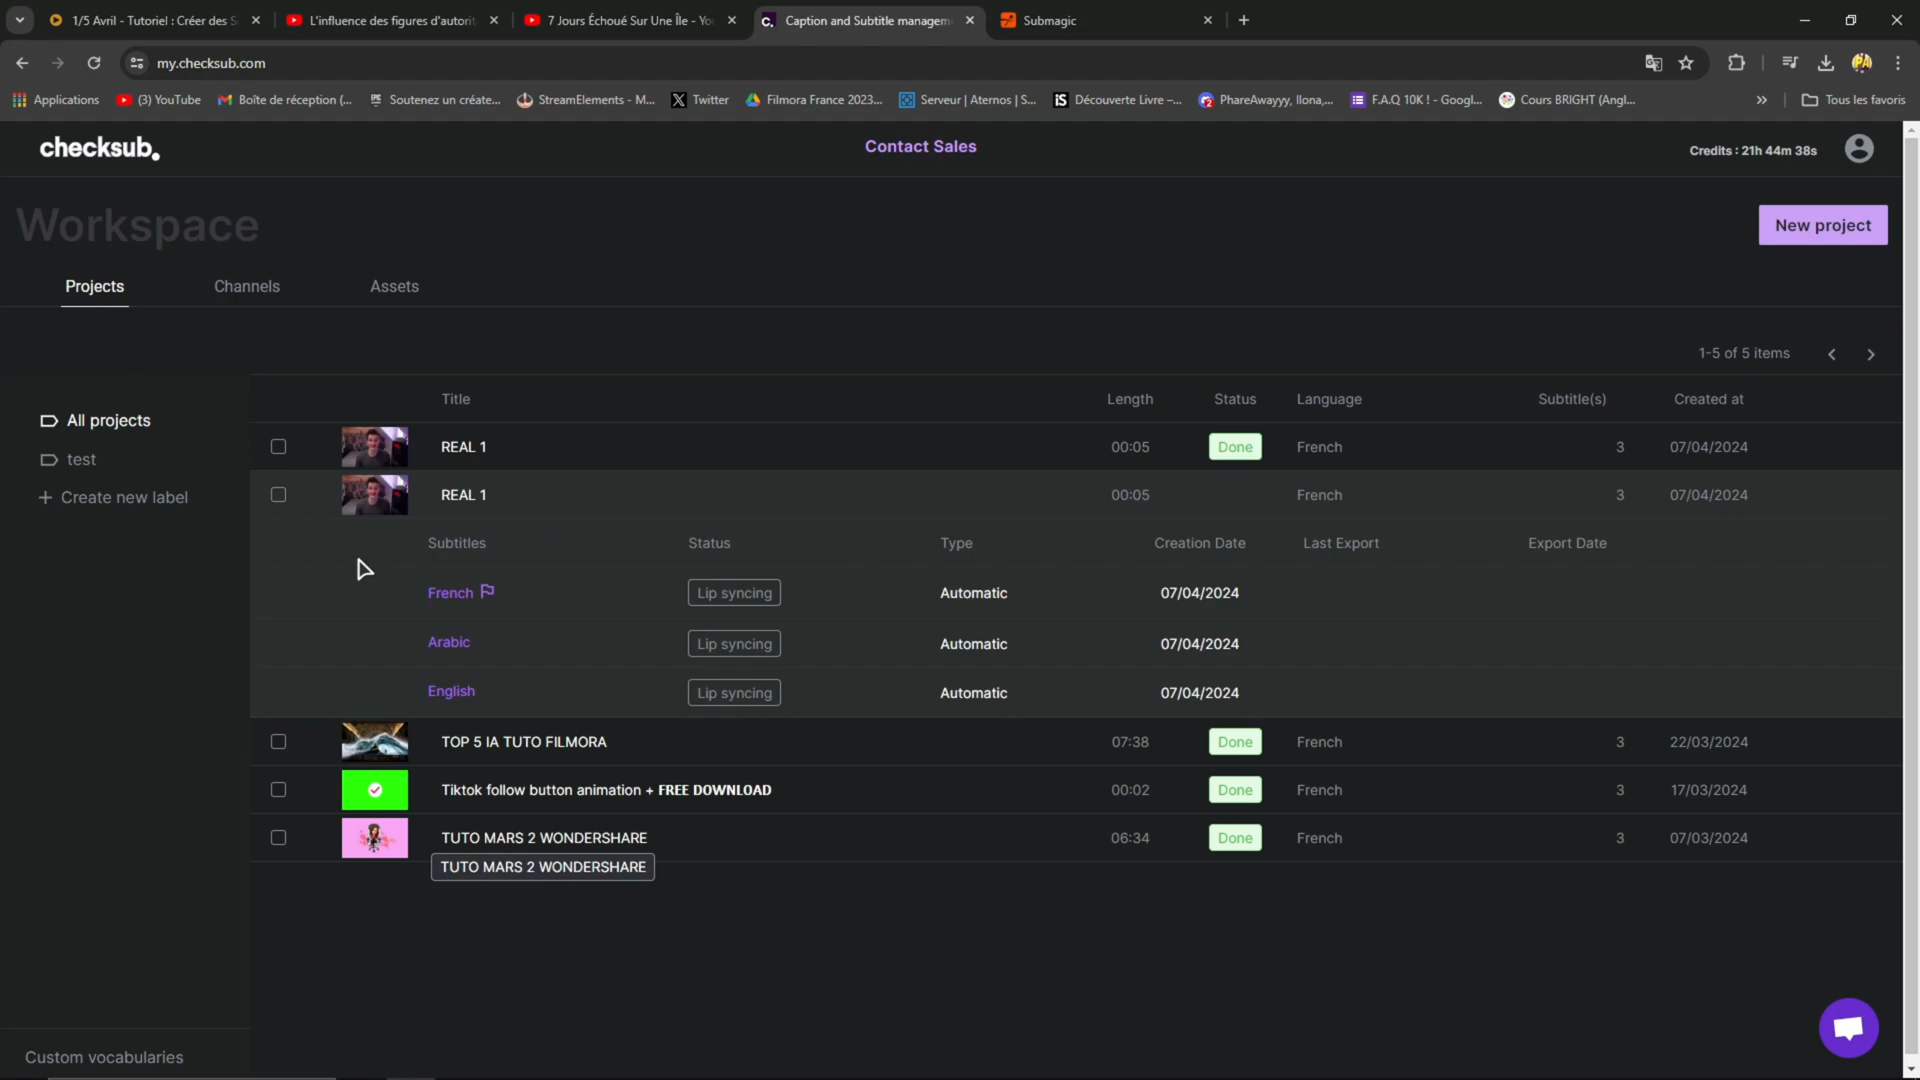 1/5 Avril - Tutoriel : Créer des S
L'influence des figures d'autorit
7 Jours Échoué Sur Une Île - Yo
Caption and Subtitle managem
Submagic
my.checksub.com
Applications
(3) YouTube
Boîte de réception (...
Soutenez un créate...
StreamElements - M...
Twitter
Filmora France 2023...
Serveur | Aternos | S...
Découverte Livre –...
PhareAwayyy, Ilona,...
F.A.Q 10K ! - Googl...
Cours BRIGHT (Angl...
Tous les favoris
checksub.
Contact Sales
Credits : 21h 44m 38s
Workspace
New project
Projects Channels Assets
1-5 of 5 items
All projects
test
+ Create new label
Title Length Status Language Subtitle(s) Created at
REAL 1 00:05 Done French 3 07/04/2024
REAL 1 00:05 French 3 07/04/2024
Subtitles Status Type Creation Date Last Export Export Date
French Lip syncing Automatic 07/04/2024
Arabic Lip syncing Automatic 07/04/2024
English Lip syncing Automatic 07/04/2024
TOP 5 IA TUTO FILMORA 07:38 Done French 3 22/03/2024
Tiktok follow button animation + FREE DOWNLOAD 00:02 Done French 3 17/03/2024
TUTO MARS 2 WONDERSHARE 06:34 Done French 3 07/03/2024
TUTO MARS 2 WONDERSHARE
Custom vocabularies